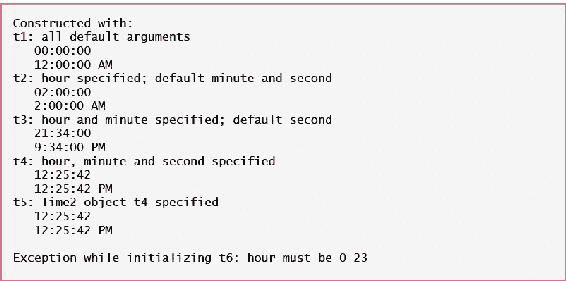 Constructed with:
t1: all default arguments
00:00:00
12:00:00 AM
t2: hour specified; default minute and second
02:00:00
2:00:00 AM
t3: hour and minute specified; default second
21:34:00
9:34:00 PM
t4: hour, minute and second specified
12:25:42
12:25:42 PM
t5: Time2 object t4 specified
12:25:42
12:25:42 PM
Exception while initializing t6: hour must be 0 23